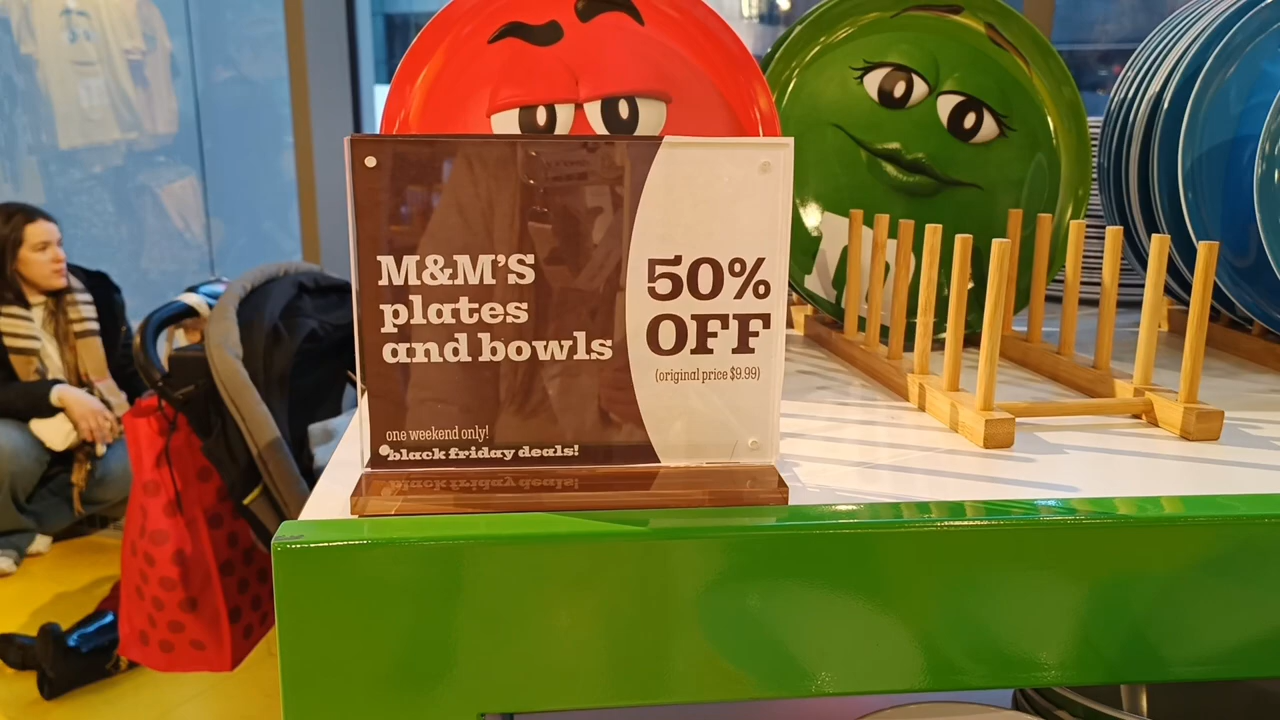 M&M'S
plates
and bowls
50%
OFF
(original price $9.99)
one weekend only!
black friday deals!